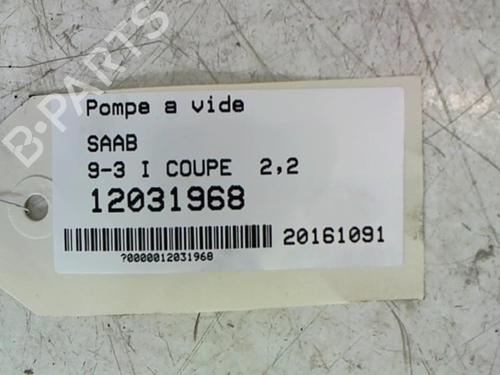 B-PARTS
Pompe a vide
SAAB
9-3 I COUPE 2,2
12031968
20161091
?0000012031968